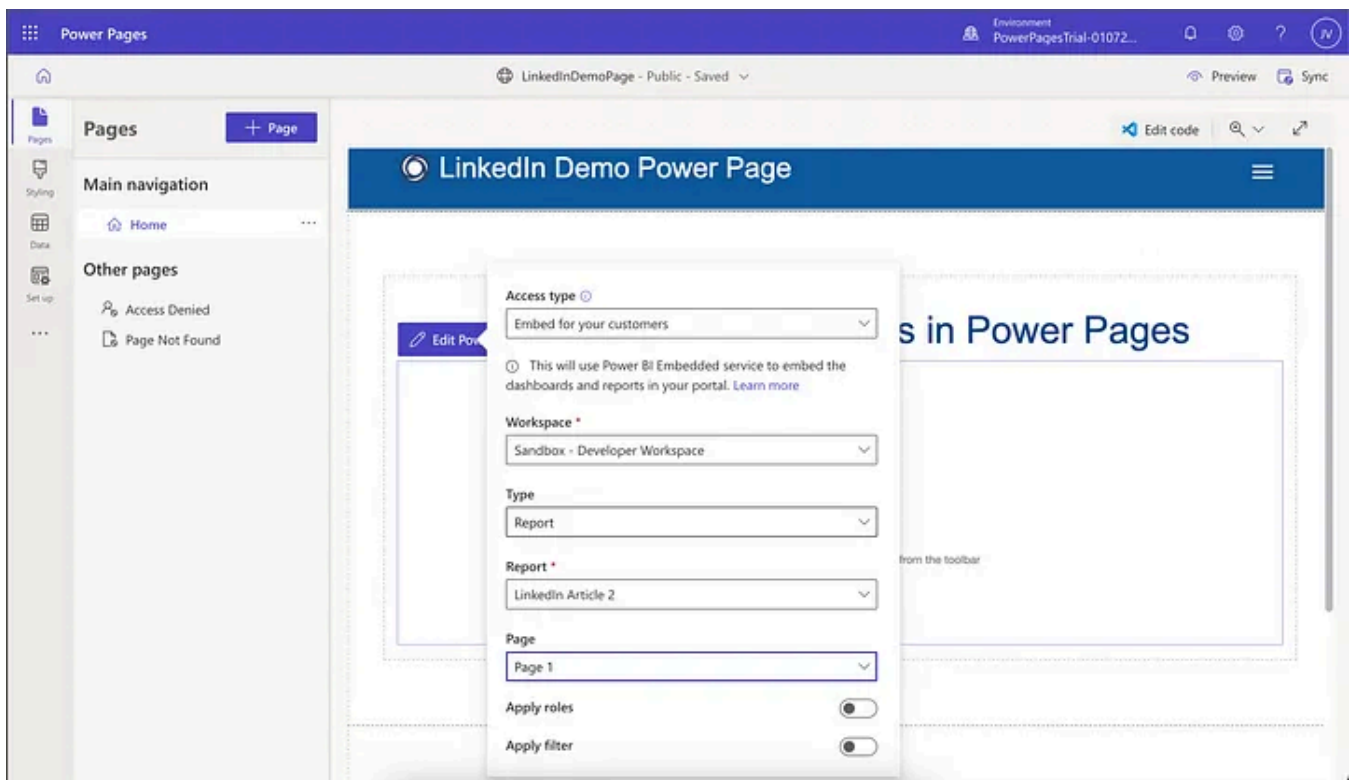 Power Pages
Environment
PowerPagesTrial-01072...
JV
LinkedInDemoPage - Public - Saved
Preview
Sync
Pages
Styling
Data
Set up
...
Pages
+ Page
Main navigation
Home
...
Other pages
Access Denied
Page Not Found
Edit code
LinkedIn Demo Power Page
s in Power Pages
Edit Pow
from the toolbar
Access type
Embed for your customers
This will use Power BI Embedded service to embed the
dashboards and reports in your portal. Learn more
Workspace *
Sandbox - Developer Workspace
Type
Report
Report *
LinkedIn Article 2
Page
Page 1
Apply roles
Apply filter